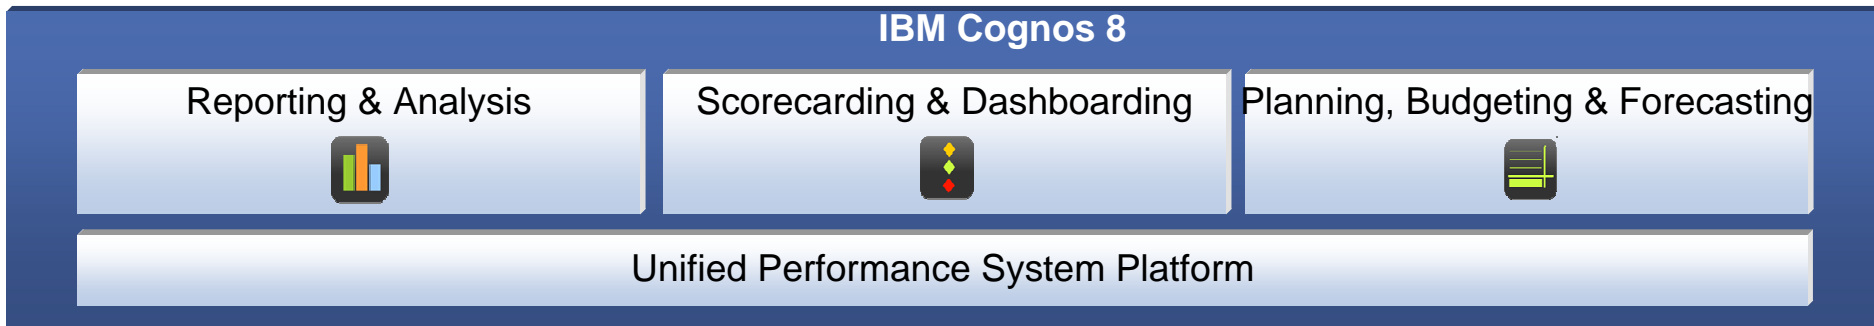 IBM Cognos 8
Reporting & Analysis
Scorecarding & Dashboarding
Planning, Budgeting & Forecasting
Unified Performance System Platform